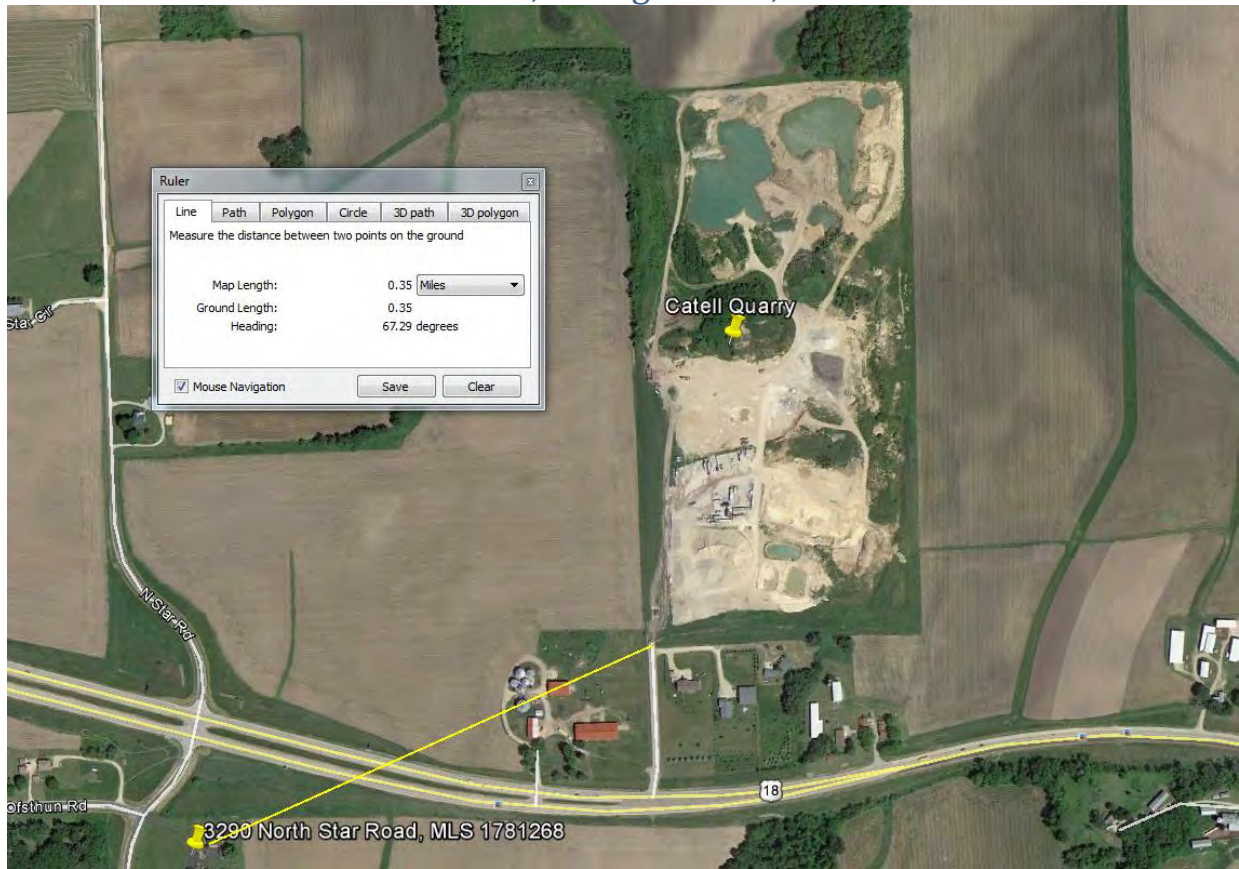 Ruler
Line Path Polygon Circle 3D path 3D polygon
Measure the distance between two points on the ground
Map Length: 0.35 Miles
Ground Length: 0.35
Heading: 67.29 degrees
Mouse Navigation Save Clear
Catell Quarry
Star Cir
N Star Rd
18
Ofsthun Rd
3290 North Star Road, MLS 1781268